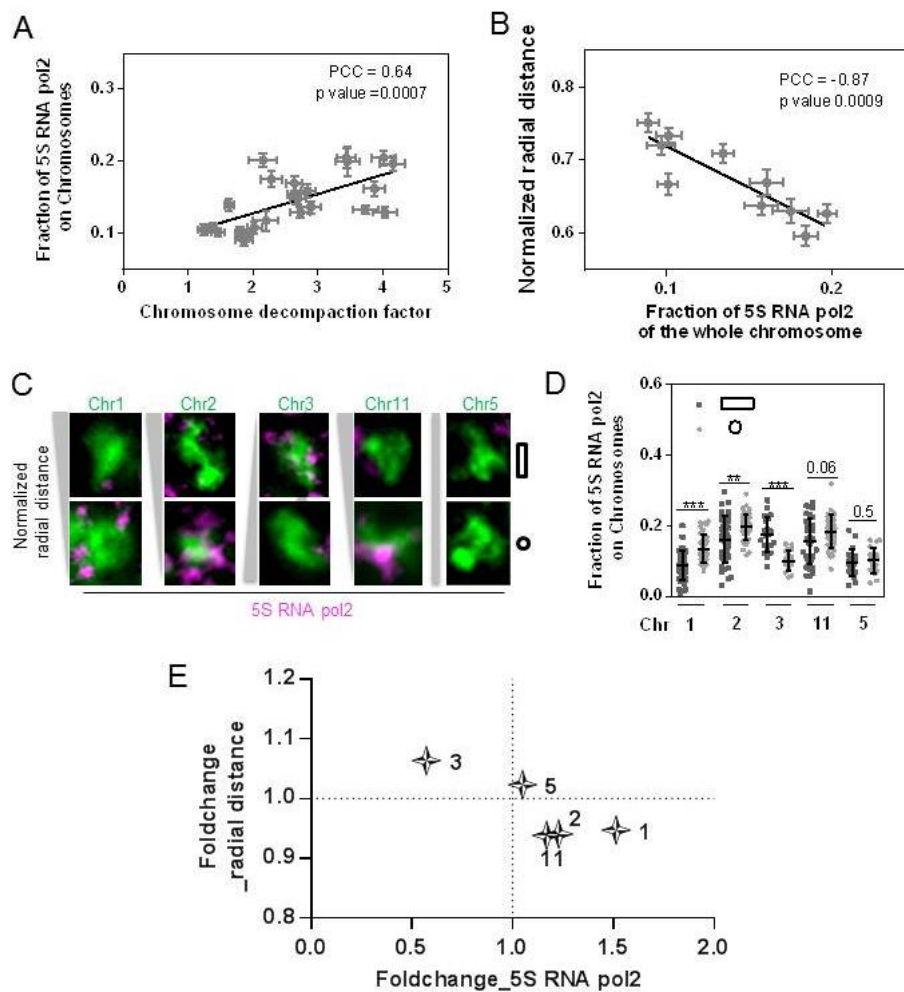 A
Fraction of 5S RNA pol2
on Chromosomes
0.3
0.2
0.1
PCC = 0.64
p value =0.0007
0 1 2 3 4 5
Chromosome decompaction factor
B
Normalized radial distance
0.8
0.7
0.6
PCC = -0.87
p value 0.0009
0.1 0.2
Fraction of 5S RNA pol2
of the whole chromosome
C
Chr1 Chr2 Chr3 Chr11 Chr5
Normalized
radial distance
5S RNA pol2
D
Fraction of 5S RNA pol2
on Chromosomes
0.6
0.4
0.2
0.0
*** ** *** 0.06 0.5
Chr 1 2 3 11 5
E
Foldchange
_radial distance
1.2
1.1
1.0
0.9
0.8
3
5
2
1
11
0.0 0.5 1.0 1.5 2.0
Foldchange_5S RNA pol2